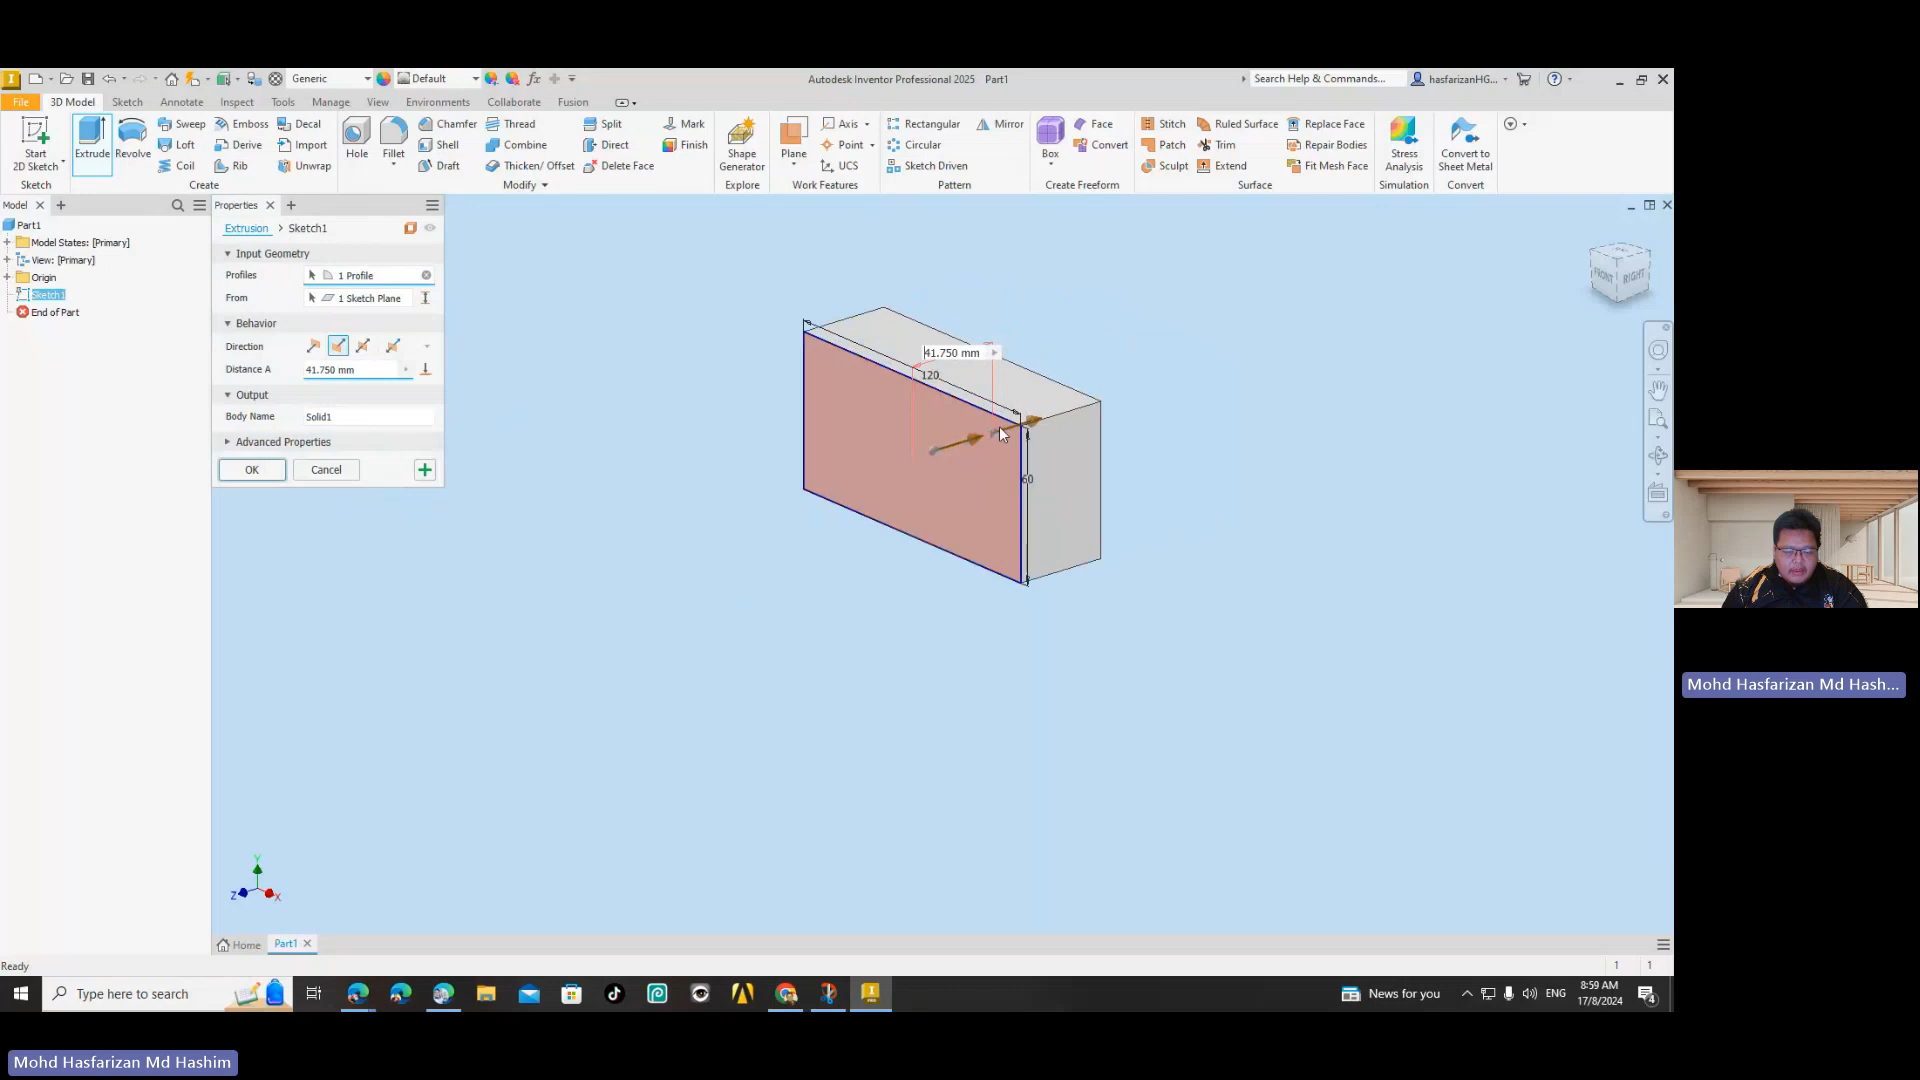 Generic
Default
Autodesk Inventor Professional 2025 Part1
Search Help & Commands...
hasfarizanHG...
File 3D Model Sketch Annotate Inspect Tools Manage View Environments Collaborate Fusion
Start
2D Sketch
Sketch
Extrude
Revolve
Sweep
Emboss
Decal
Loft
Derive
Import
Coil
Rib
Unwrap
Create
Hole
Fillet
Chamfer
Thread
Split
Mark
Shell
Combine
Direct
Finish
Draft
Thicken/ Offset
Delete Face
Modify
Shape
Generator
Explore
Plane
Axis
Point
UCS
Work Features
Rectangular
Mirror
Circular
Sketch Driven
Pattern
Box
Face
Convert
Create Freeform
Stitch
Ruled Surface
Replace Face
Patch
Trim
Repair Bodies
Sculpt
Extend
Fit Mesh Face
Surface
Stress
Analysis
Simulation
Convert to
Sheet Metal
Convert
Model
Part1
Model States: [Primary]
View: [Primary]
Origin
Sketch1
End of Part
Properties
Extrusion > Sketch1
Input Geometry
Profiles 1 Profile
From 1 Sketch Plane
Behavior
Direction
Distance A 41.750 mm
Output
Body Name Solid1
Advanced Properties
OK Cancel
41.750 mm
120
60
FRONT RIGHT
Y
Z
X
Home Part1
Ready
1 1
Type here to search
PRO
News for you
ENG
8:59 AM
17/8/2024
4
Mohd Hasfarizan Md Hash...
Mohd Hasfarizan Md Hashim